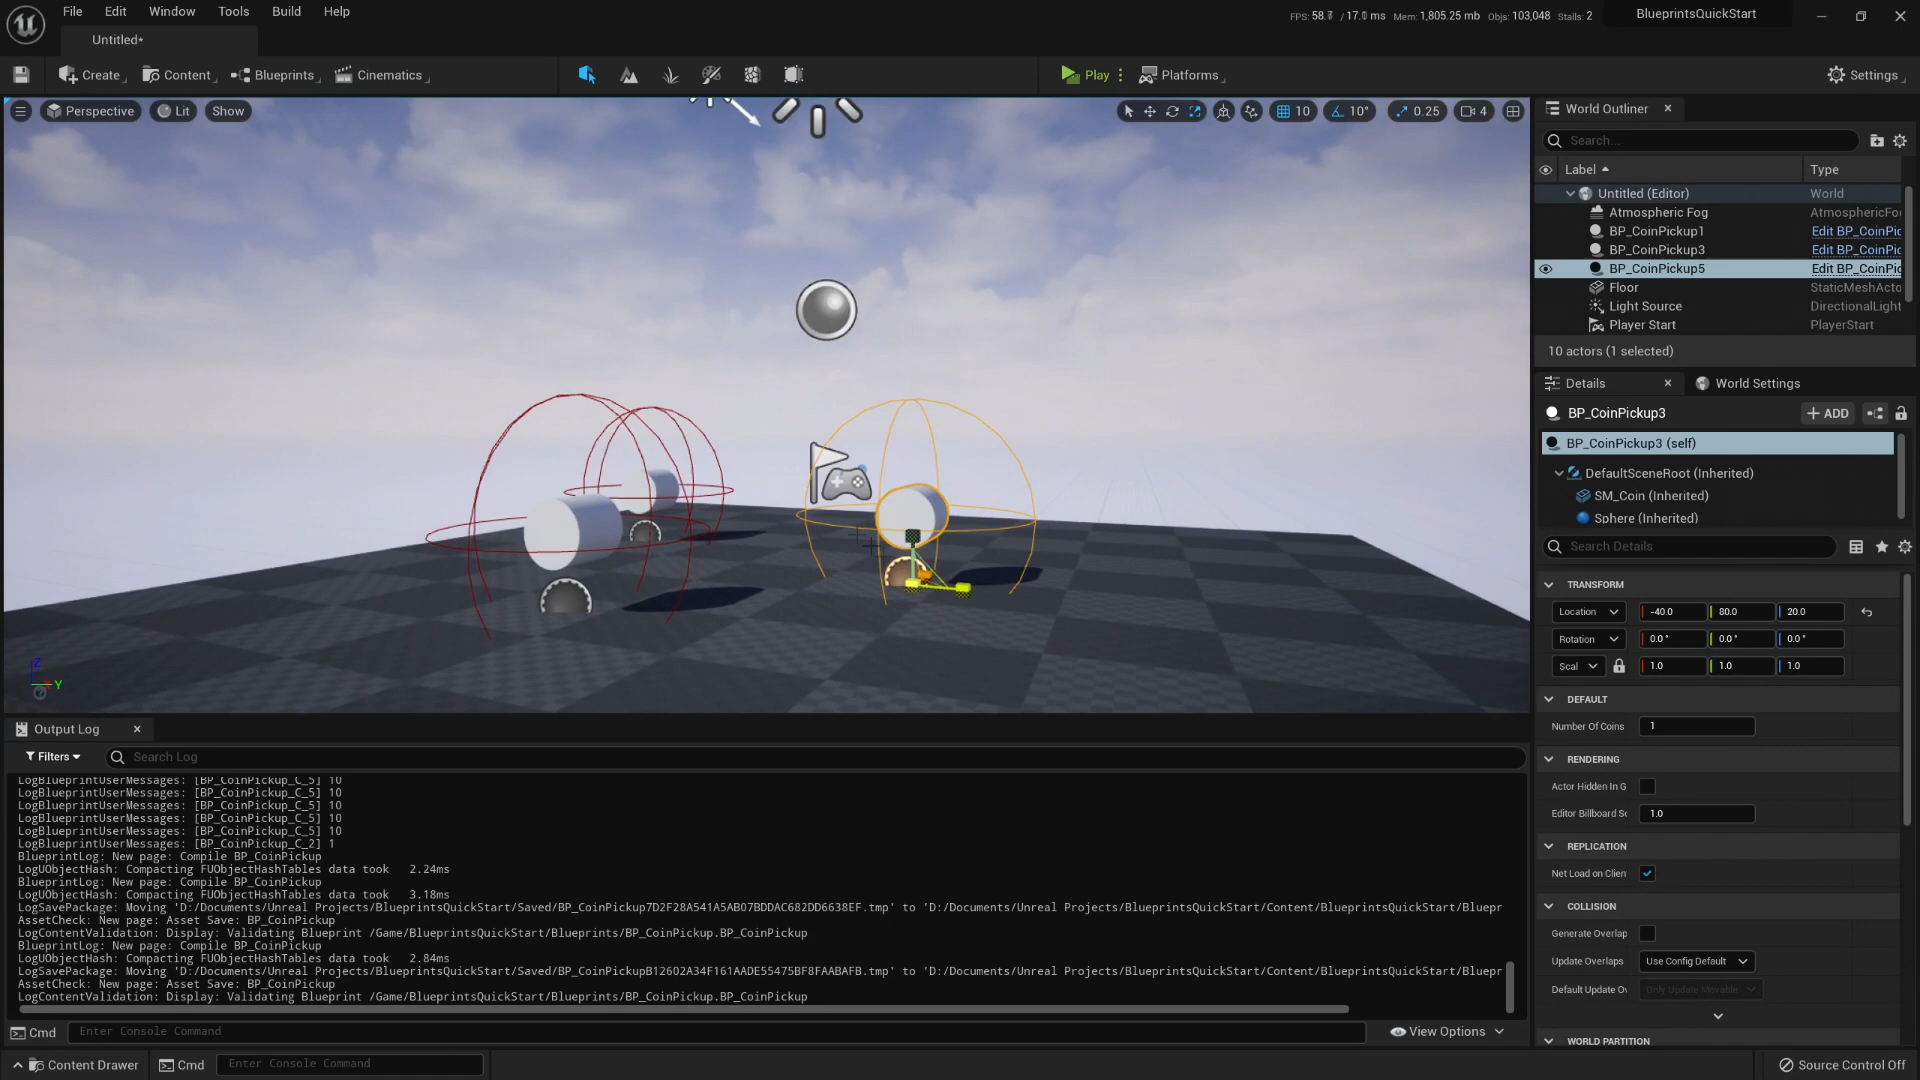 File Edit Window Tools Build Help
FPS: 58.7 / 17.0 ms Mem: 1,805.25 mb Objs: 103,048 Stalls: 2
BlueprintsQuickStart
Untitled*
Create Content Blueprints Cinematics
Play Platforms Settings
Perspective Lit Show
10 10° 0.25 4
World Outliner
Search...
Label Type
Untitled (Editor) World
Atmospheric Fog AtmosphericFo
BP_CoinPickup1 Edit BP_CoinPic
BP_CoinPickup3 Edit BP_CoinPic
BP_CoinPickup5 Edit BP_CoinPic
Floor StaticMeshActo
Light Source DirectionalLight
Player Start PlayerStart
10 actors (1 selected)
Details World Settings
BP_CoinPickup3 ADD
BP_CoinPickup3 (self)
DefaultSceneRoot (Inherited)
SM_Coin (Inherited)
Sphere (Inherited)
Search Details
TRANSFORM
Location -40.0 80.0 20.0
Rotation 0.0° 0.0° 0.0°
Scal 1.0 1.0 1.0
DEFAULT
Number Of Coins 1
RENDERING
Actor Hidden In G
Editor Billboard Sc 1.0
REPLICATION
Net Load on Clien
COLLISION
Generate Overlap
Update Overlaps Use Config Default
Default Update Ov Only Update Movable
WORLD PARTITION
Z
Y
Output Log
Filters Search Log
LogBlueprintUserMessages: [BP_CoinPickup_C_5] 10
LogBlueprintUserMessages: [BP_CoinPickup_C_5] 10
LogBlueprintUserMessages: [BP_CoinPickup_C_5] 10
LogBlueprintUserMessages: [BP_CoinPickup_C_5] 10
LogBlueprintUserMessages: [BP_CoinPickup_C_5] 10
LogBlueprintUserMessages: [BP_CoinPickup_C_2] 1
BlueprintLog: New page: Compile BP_CoinPickup
LogUObjectHash: Compacting FUObjectHashTables data took 2.24ms
BlueprintLog: New page: Compile BP_CoinPickup
LogUObjectHash: Compacting FUObjectHashTables data took 3.18ms
LogSavePackage: Moving 'D:/Documents/Unreal Projects/BlueprintsQuickStart/Saved/BP_CoinPickup7D2F28A541A5AB07BDDAC682DD6638EF.tmp' to 'D:/Documents/Unreal Projects/BlueprintsQuickStart/Content/BlueprintsQuickStart/Bluepr
AssetCheck: New page: Asset Save: BP_CoinPickup
LogContentValidation: Display: Validating Blueprint /Game/BlueprintsQuickStart/Blueprints/BP_CoinPickup.BP_CoinPickup
BlueprintLog: New page: Compile BP_CoinPickup
LogUObjectHash: Compacting FUObjectHashTables data took 2.84ms
LogSavePackage: Moving 'D:/Documents/Unreal Projects/BlueprintsQuickStart/Saved/BP_CoinPickupB12602A34F161AADE55475BF8FAABAFB.tmp' to 'D:/Documents/Unreal Projects/BlueprintsQuickStart/Content/BlueprintsQuickStart/Bluepr
AssetCheck: New page: Asset Save: BP_CoinPickup
LogContentValidation: Display: Validating Blueprint /Game/BlueprintsQuickStart/Blueprints/BP_CoinPickup.BP_CoinPickup
Cmd Enter Console Command View Options
Content Drawer Cmd Enter Console Command Source Control Off